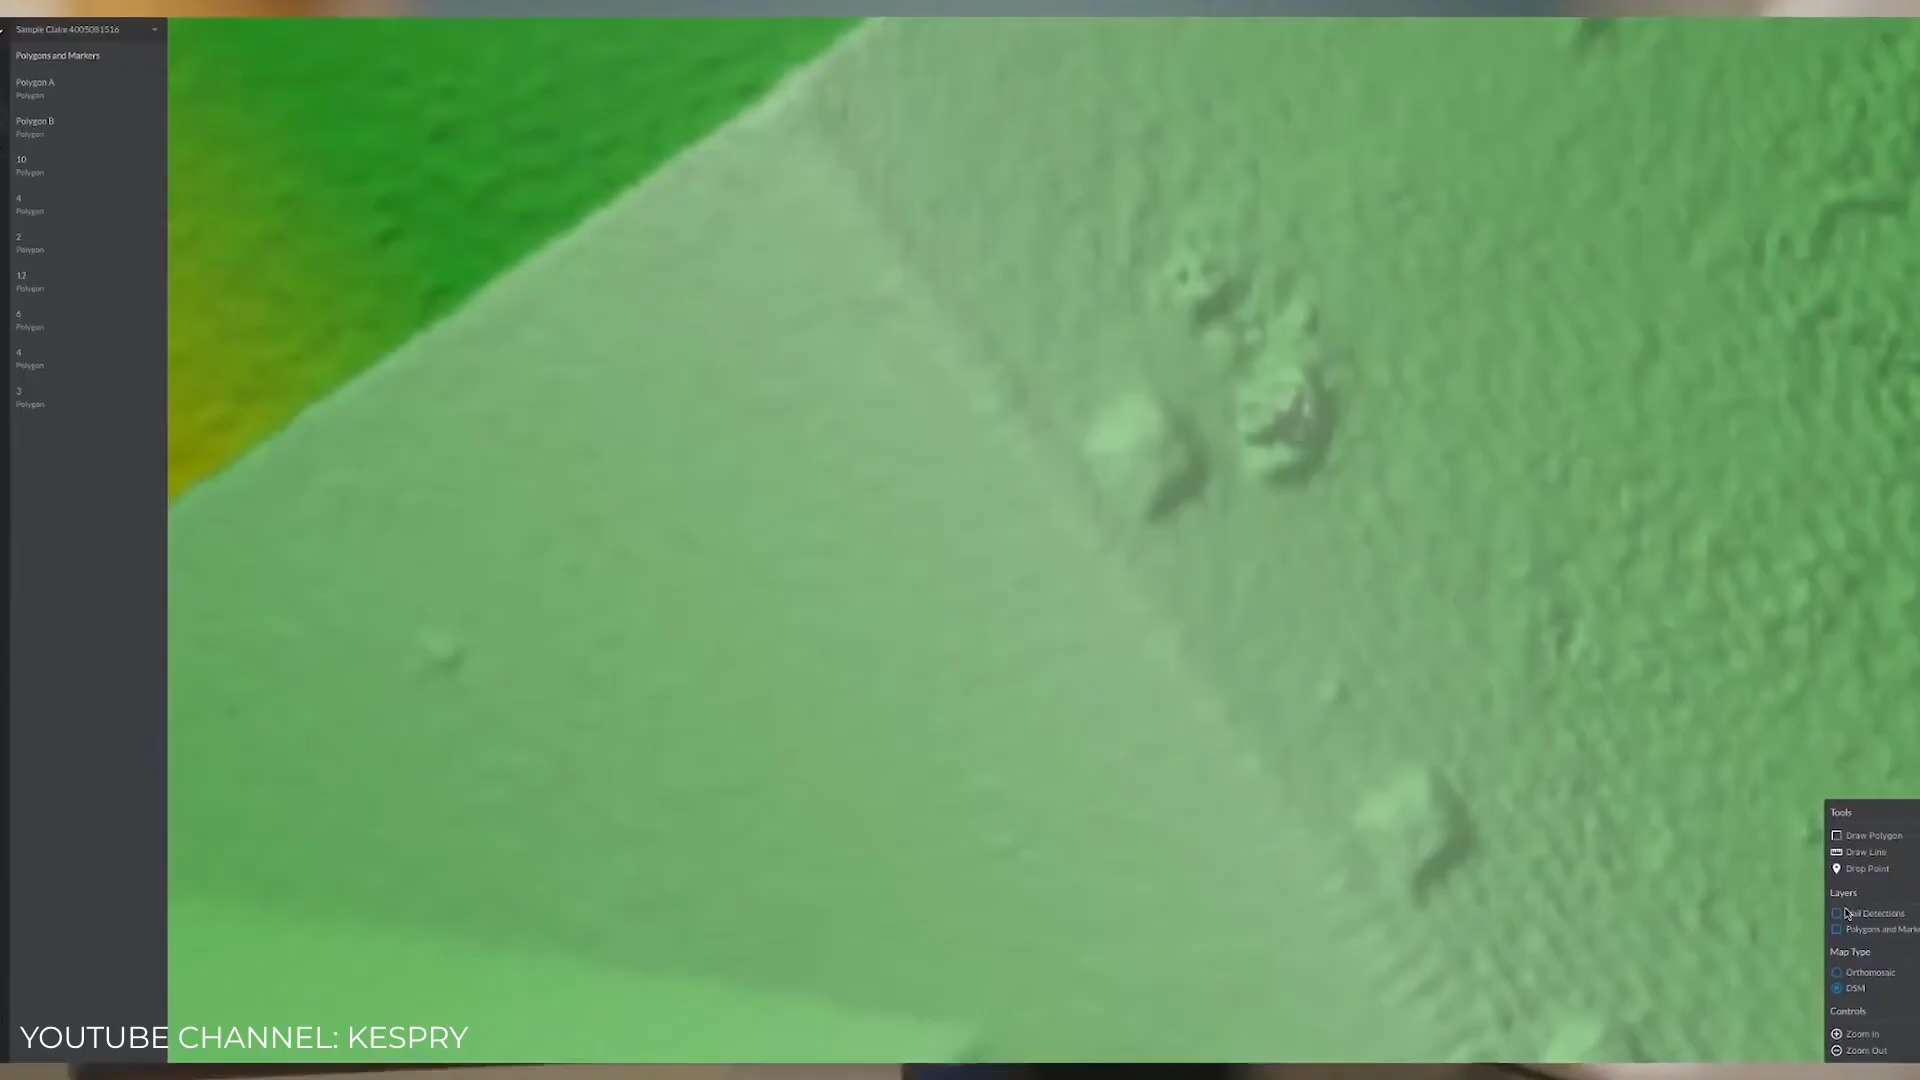 Sample Claim 4005081516
Polygons and Markers
Polygon A
Polygon
Polygon B
Polygon
10
Polygon
4
Polygon
2
Polygon
12
Polygon
6
Polygon
4
Polygon
3
Polygon
Tools
Draw Polygon
Draw Line
Drop Point
Layers
Detections
Polygons and Marke
Map Type
Orthomosaic
DSM
Controls
Zoom In
Zoom Out
YOUTUBE CHANNEL: KESPRY